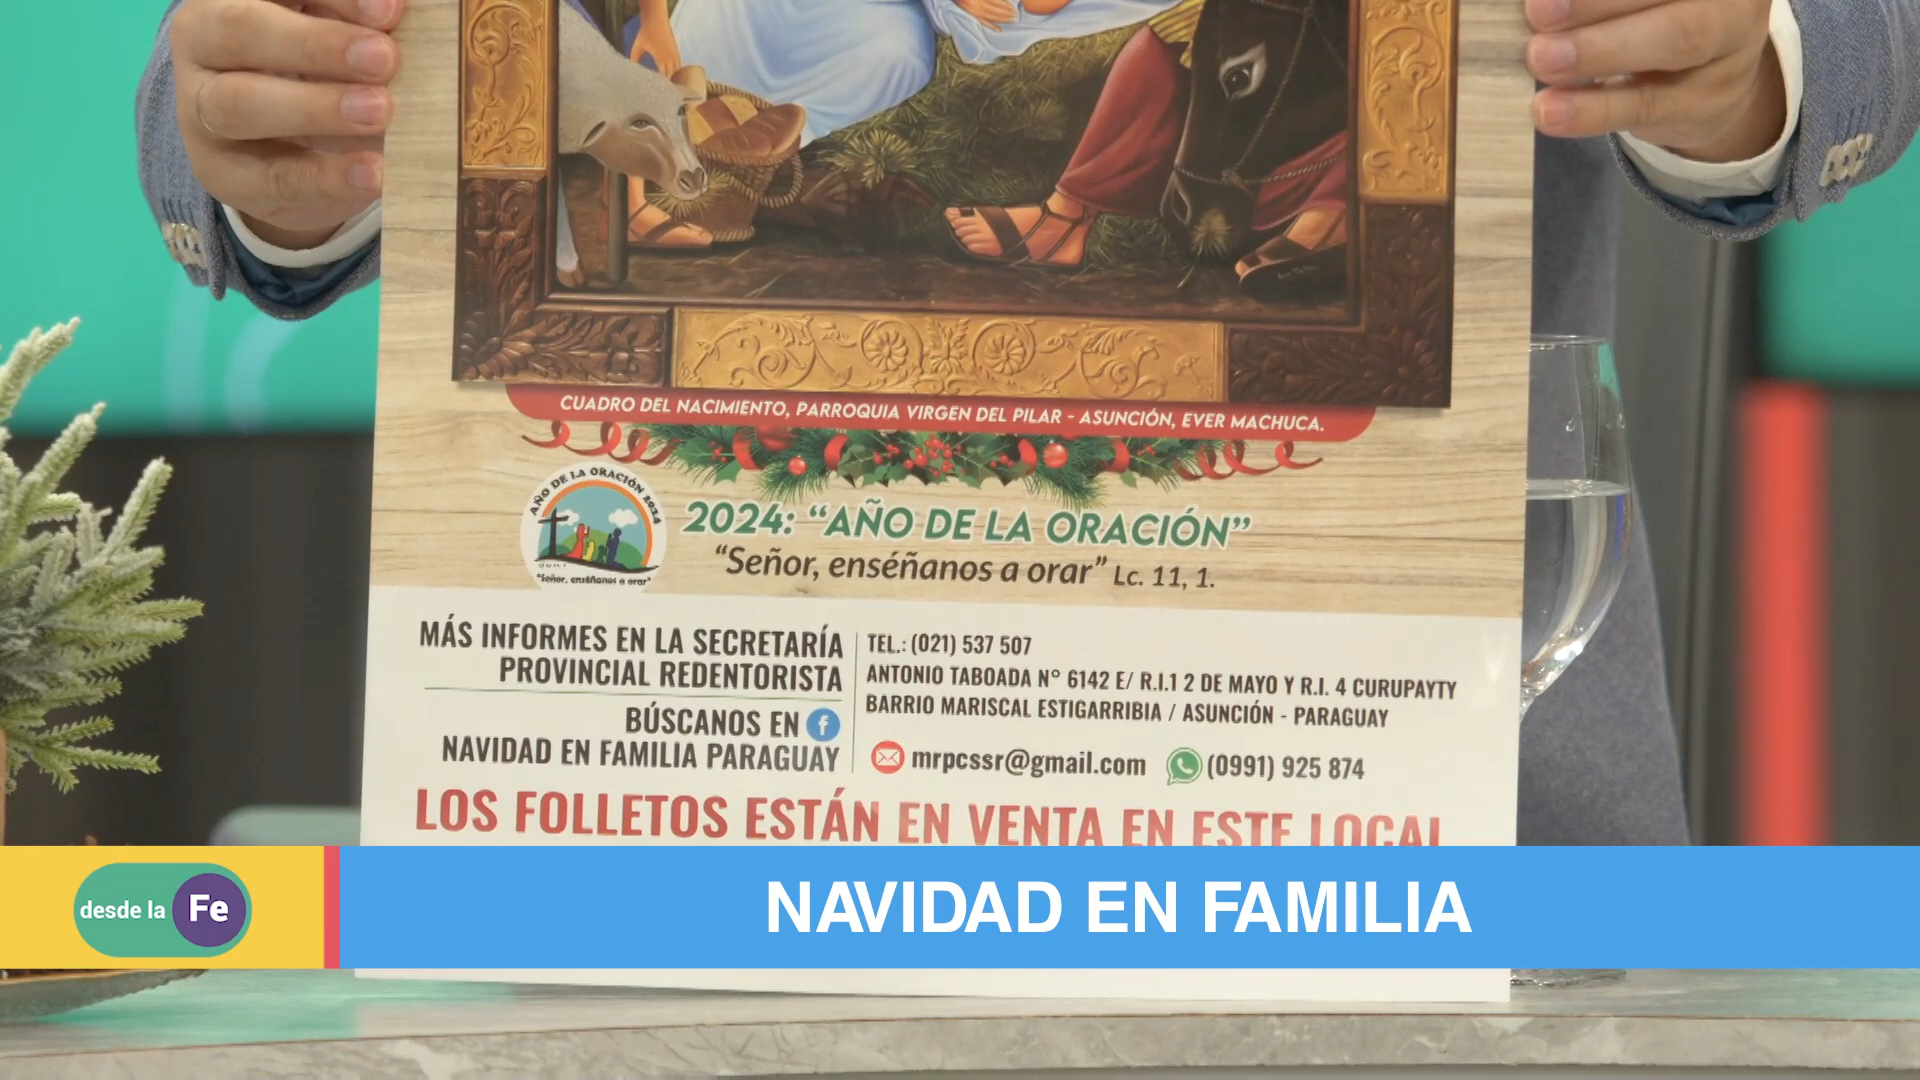 CUADRO DEL NACIMIENTO, PARROQUIA VIRGEN DEL PILAR - ASUNCIÓN, EVER MACHUCA.
AÑO DE LA ORACIÓN 2024
"Señor, enséñanos a orar"
2024: “AÑO DE LA ORACIÓN”
“Señor, enséñanos a orar” Lc. 11, 1.
MÁS INFORMES EN LA SECRETARÍA
PROVINCIAL REDENTORISTA
BÚSCANOS EN f
NAVIDAD EN FAMILIA PARAGUAY
TEL.: (021) 537 507
ANTONIO TABOADA N° 6142 E/ R.I.1 2 DE MAYO Y R.I. 4 CURUPAYTY
BARRIO MARISCAL ESTIGARRIBIA / ASUNCIÓN - PARAGUAY
mrpcssr@gmail.com (0991) 925 874
LOS FOLLETOS ESTÁN EN VENTA EN ESTE LOCAL
desde la Fe
NAVIDAD EN FAMILIA